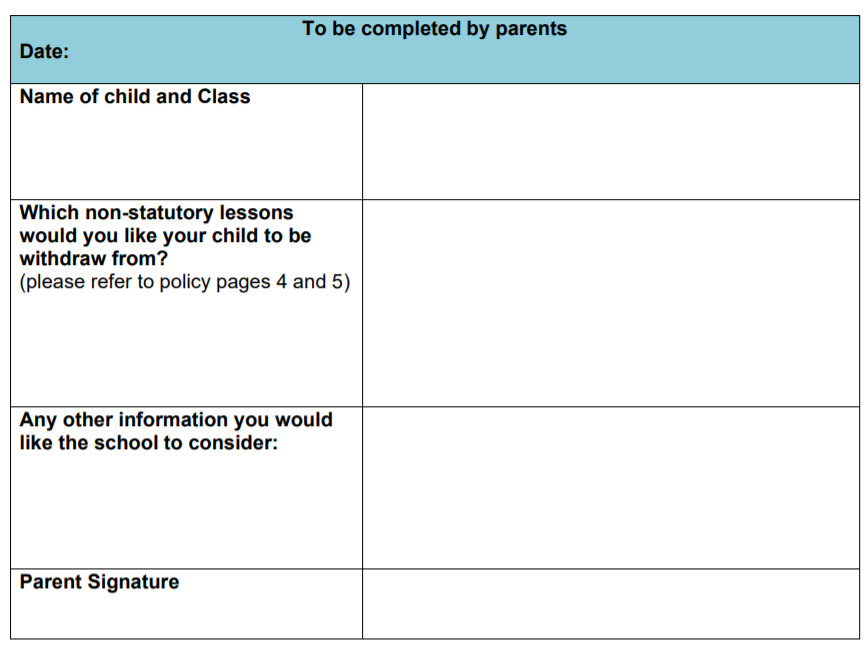 To be completed by parents
Date:
Name of child and Class
Which non-statutory lessons
would you like your child to be
withdraw from?
(please refer to policy pages 4 and 5)
Any other information you would
like the school to consider:
Parent Signature